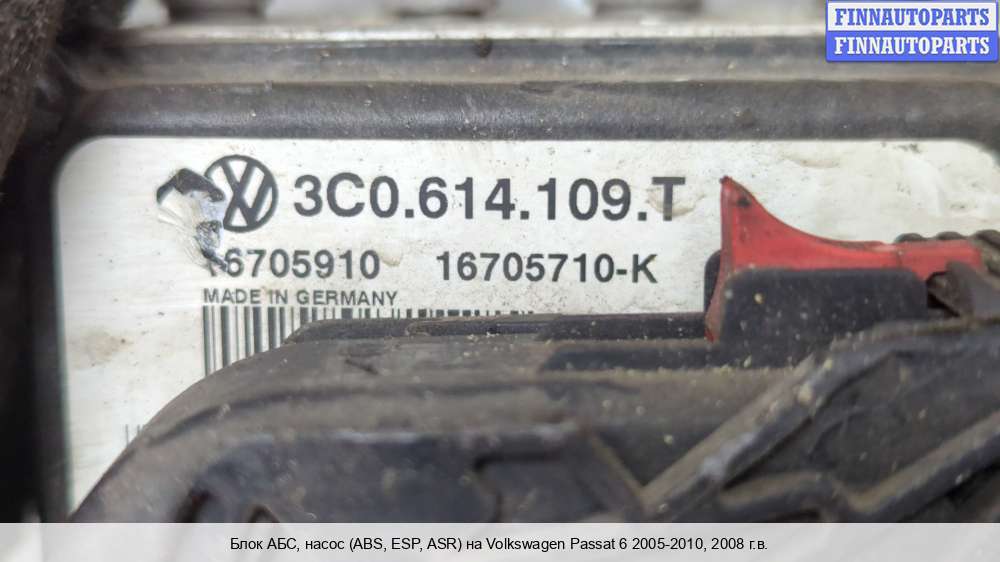 FINNAUTOPARTS
FINNAUTOPARTS
3C0.614.109.T
16705910 16705710-K
MADE IN GERMANY
Блок АБС, насос (ABS, ESP, ASR) на Volkswagen Passat 6 2005-2010, 2008 г.в.